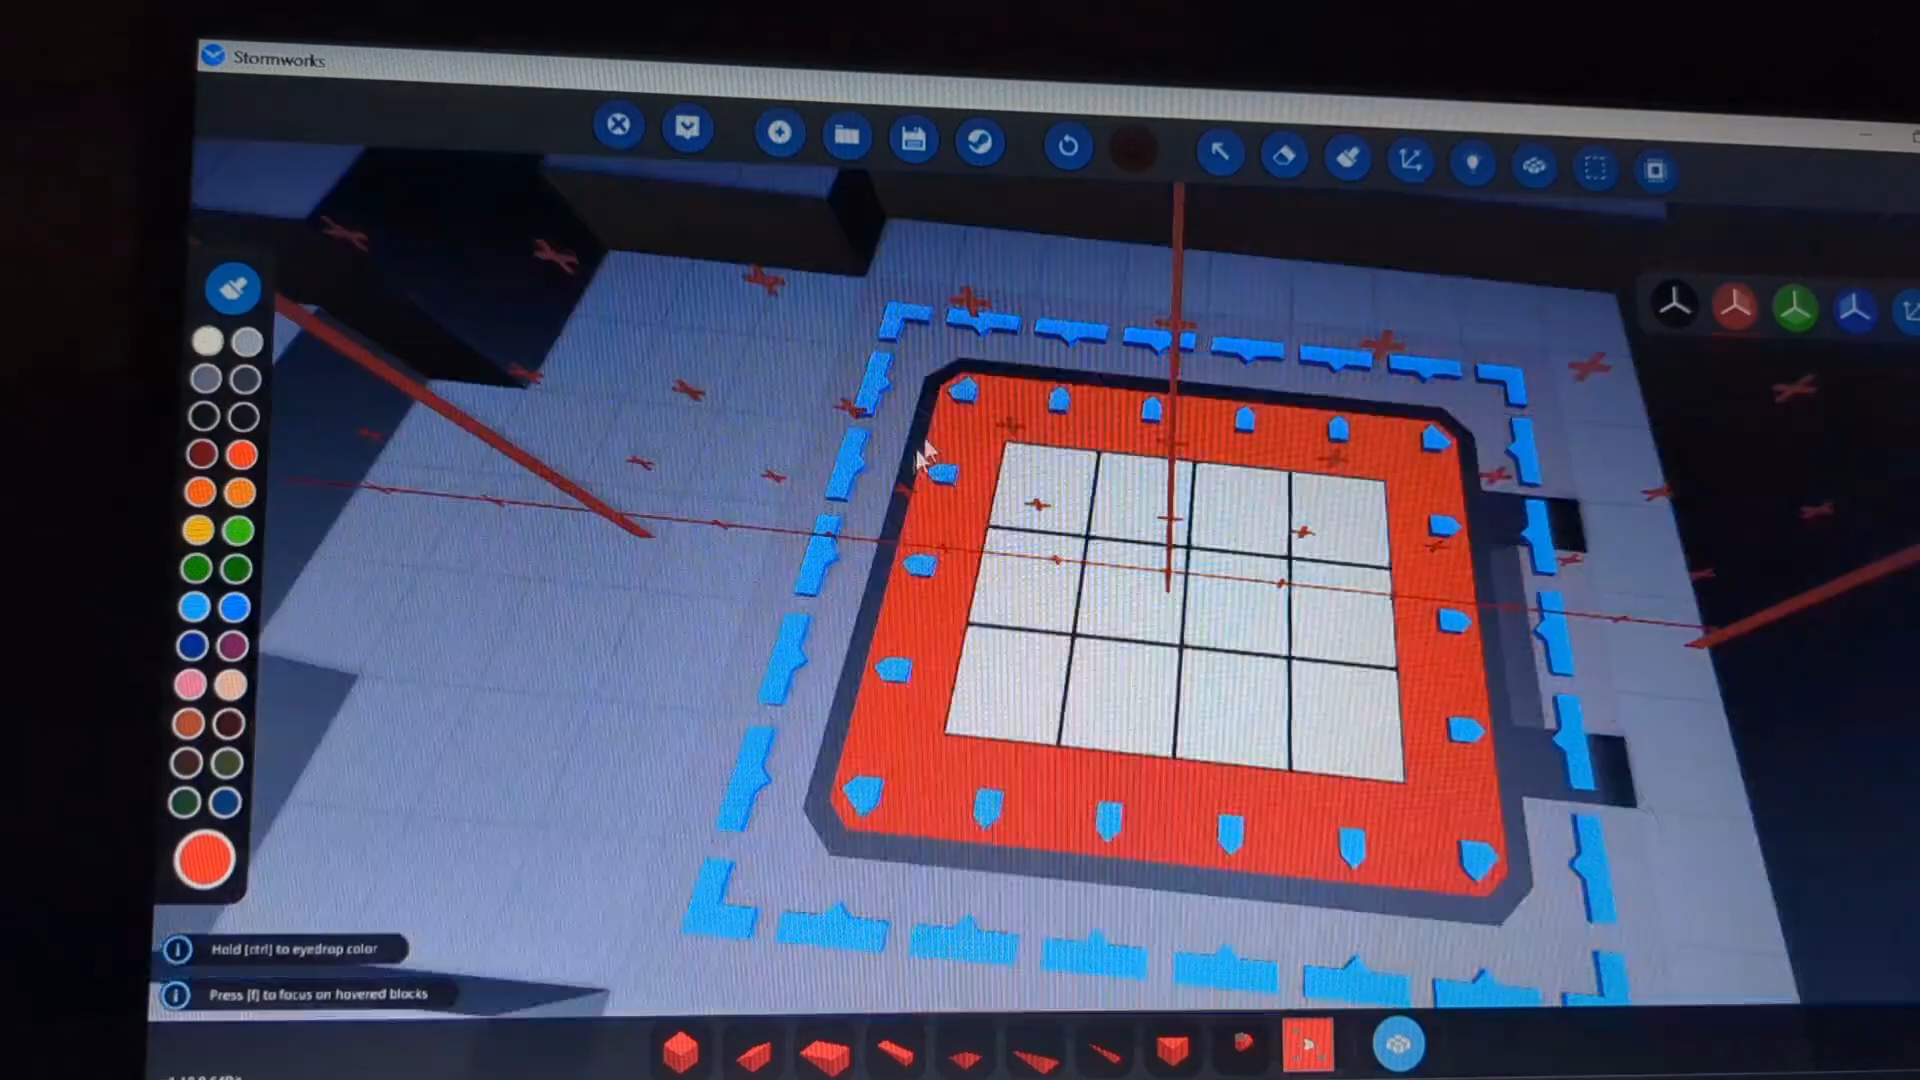 Stormworks
Hold [ctrl] to eyedrop color
Press [f] to focus on hovered blocks